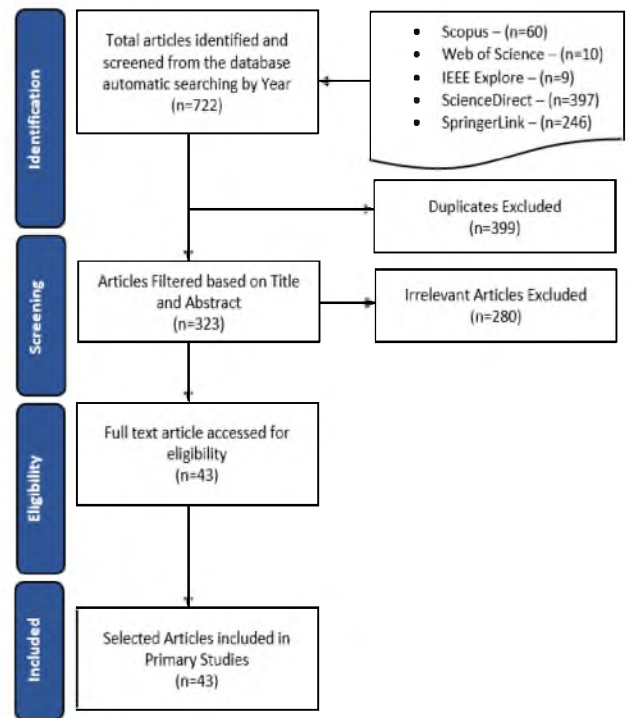 Identification
Total articles identified and
screened from the database
automatic searching by Year
(n=722)
• Scopus – (n=60)
• Web of Science – (n=10)
• IEEE Explore – (n=9)
• ScienceDirect – (n=397)
• SpringerLink – (n=246)
Duplicates Excluded
(n=399)
Screening
Articles Filtered based on Title
and Abstract
(n=323)
Irrelevant Articles Excluded
(n=280)
Eligibility
Full text article accessed for
eligibility
(n=43)
Included
Selected Articles included in
Primary Studies
(n=43)